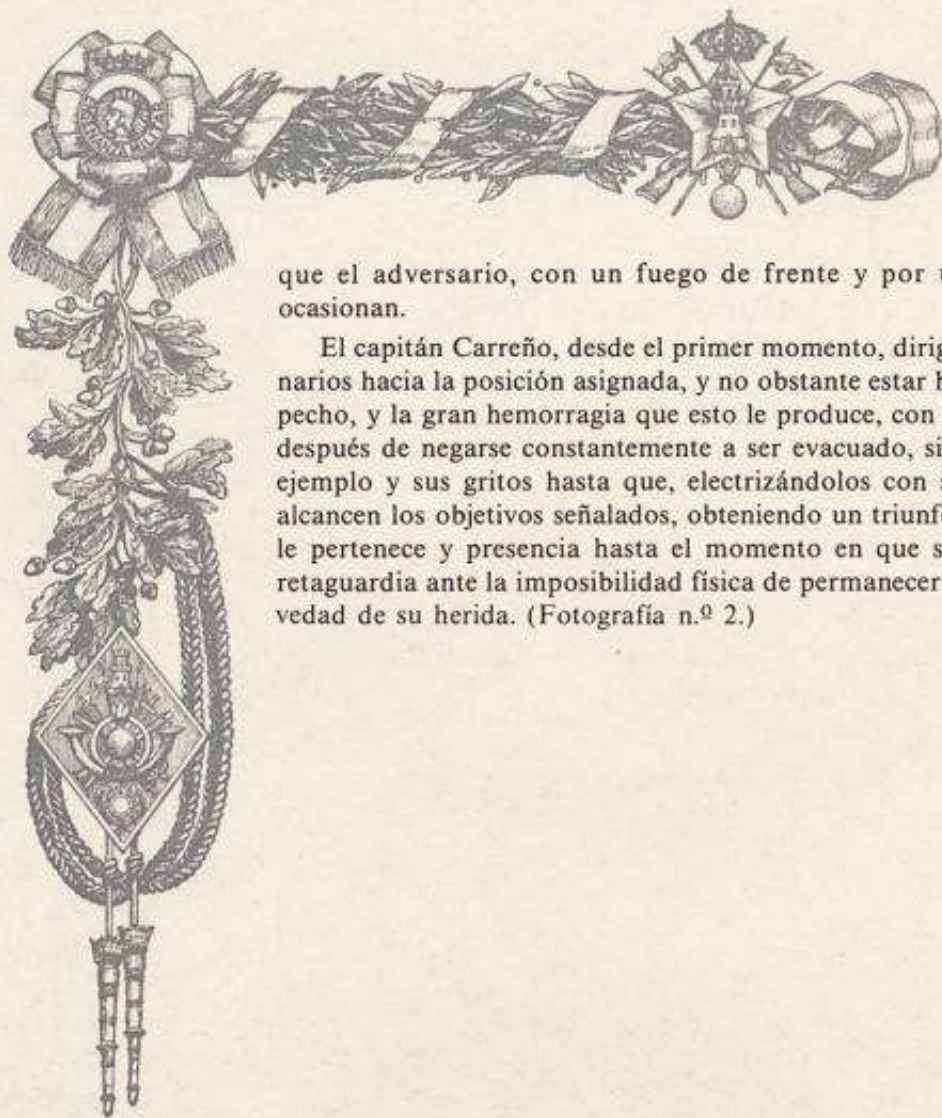 que el adversario, con un fuego de frente y por
ocasionan.
El capitán Carreño, desde el primer momento, dirig
narios hacia la posición asignada, y no obstante estar h
pecho, y la gran hemorragia que esto le produce, con
después de negarse constantemente a ser evacuado, si
ejemplo y sus gritos hasta que, electrizándolos con s
alcancen los objetivos señalados, obteniendo un triunf
le pertenece y presencia hasta el momento en que s
retaguardia ante la imposibilidad física de permanecer
vedad de su herida. (Fotografía n.º 2.)